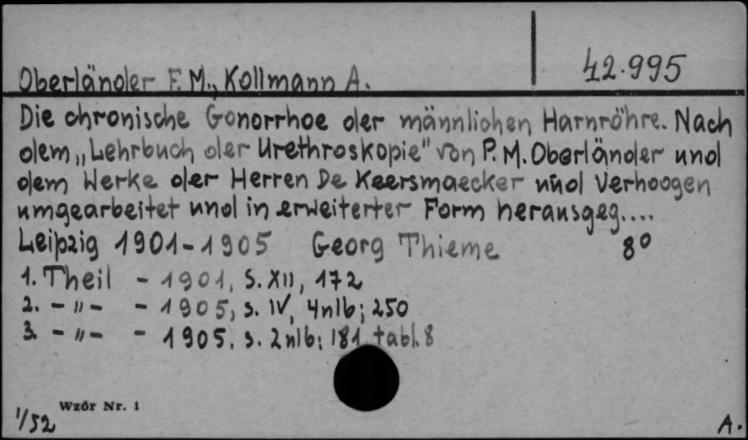 42.995
Oberländer F. M., Kollmann A.
Die chronische Gonorrhoe der männlichen Harnröhre. Nach
dem „Lehrbuch der Urethroskopie" von P. M. Oberländer und
dem Werke der Herren De Keersmaecker und Verhoogen
umgearbeitet und in erweiterter Form herausgeg....
Leipzig 1901-1905 Georg Thieme 8°
1. Theil - 1901, S. XII, 172
2. - „ - - 1905, s. IV, 4nlb; 250
3. - „ - - 1905, s. 2nlb; 181 tabl. 8
Wzór Nr. 1
1/52
A.